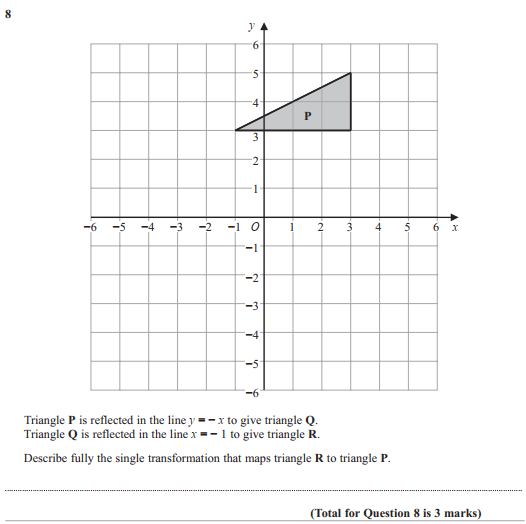 8
y
6
5
4
P
3
2
1
−6 −5 −4 −3 −2 −1 O 1 2 3 4 5 6 x
−1
−2
−3
−4
−5
−6
Triangle P is reflected in the line y = − x to give triangle Q.
Triangle Q is reflected in the line x = − 1 to give triangle R.
Describe fully the single transformation that maps triangle R to triangle P.
(Total for Question 8 is 3 marks)